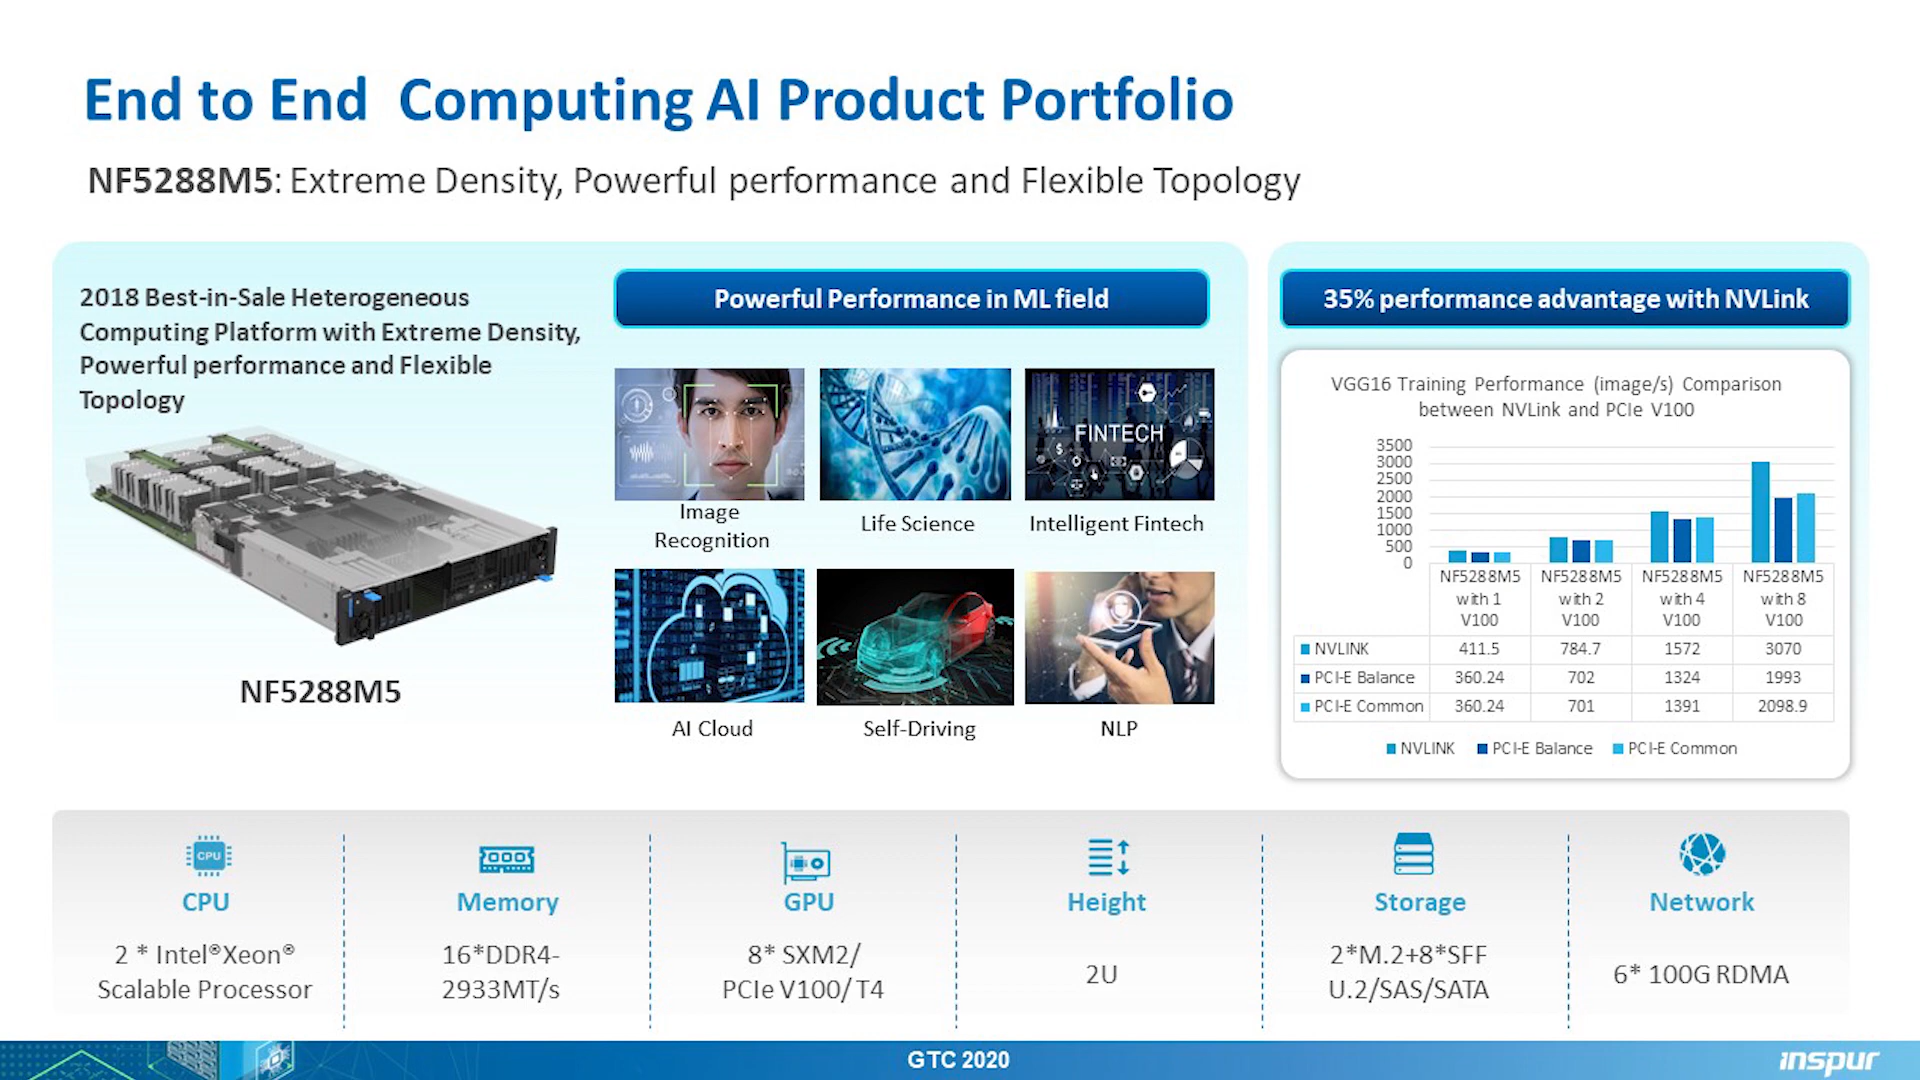 End to End  Computing AI Product Portfolio
NF5288M5: Extreme Density, Powerful performance and Flexible Topology
2018 Best-in-Sale Heterogeneous
Computing Platform with Extreme Density,
Powerful performance and Flexible
Topology
NF5288M5
Powerful Performance in ML field
FINTECH
Image
Recognition
Life Science
Intelligent Fintech
AI Cloud
Self-Driving
NLP
35% performance advantage with NVLink
VGG16 Training Performance (image/s) Comparison
between NVLink and PCIe V100
3500
3000
2500
2000
1500
1000
500
0
NF5288M5 with 1 V100
NF5288M5 with 2 V100
NF5288M5 with 4 V100
NF5288M5 with 8 V100
NVLINK 411.5 784.7 1572 3070
PCI-E Balance 360.24 702 1324 1993
PCI-E Common 360.24 701 1391 2098.9
NVLINK PCI-E Balance PCI-E Common
CPU
CPU
2 * Intel®Xeon®
Scalable Processor
Memory
16*DDR4-
2933MT/s
GPU
8* SXM2/
PCIe V100/ T4
Height
2U
Storage
2*M.2+8*SFF
U.2/SAS/SATA
Network
6* 100G RDMA
GTC 2020
inspur